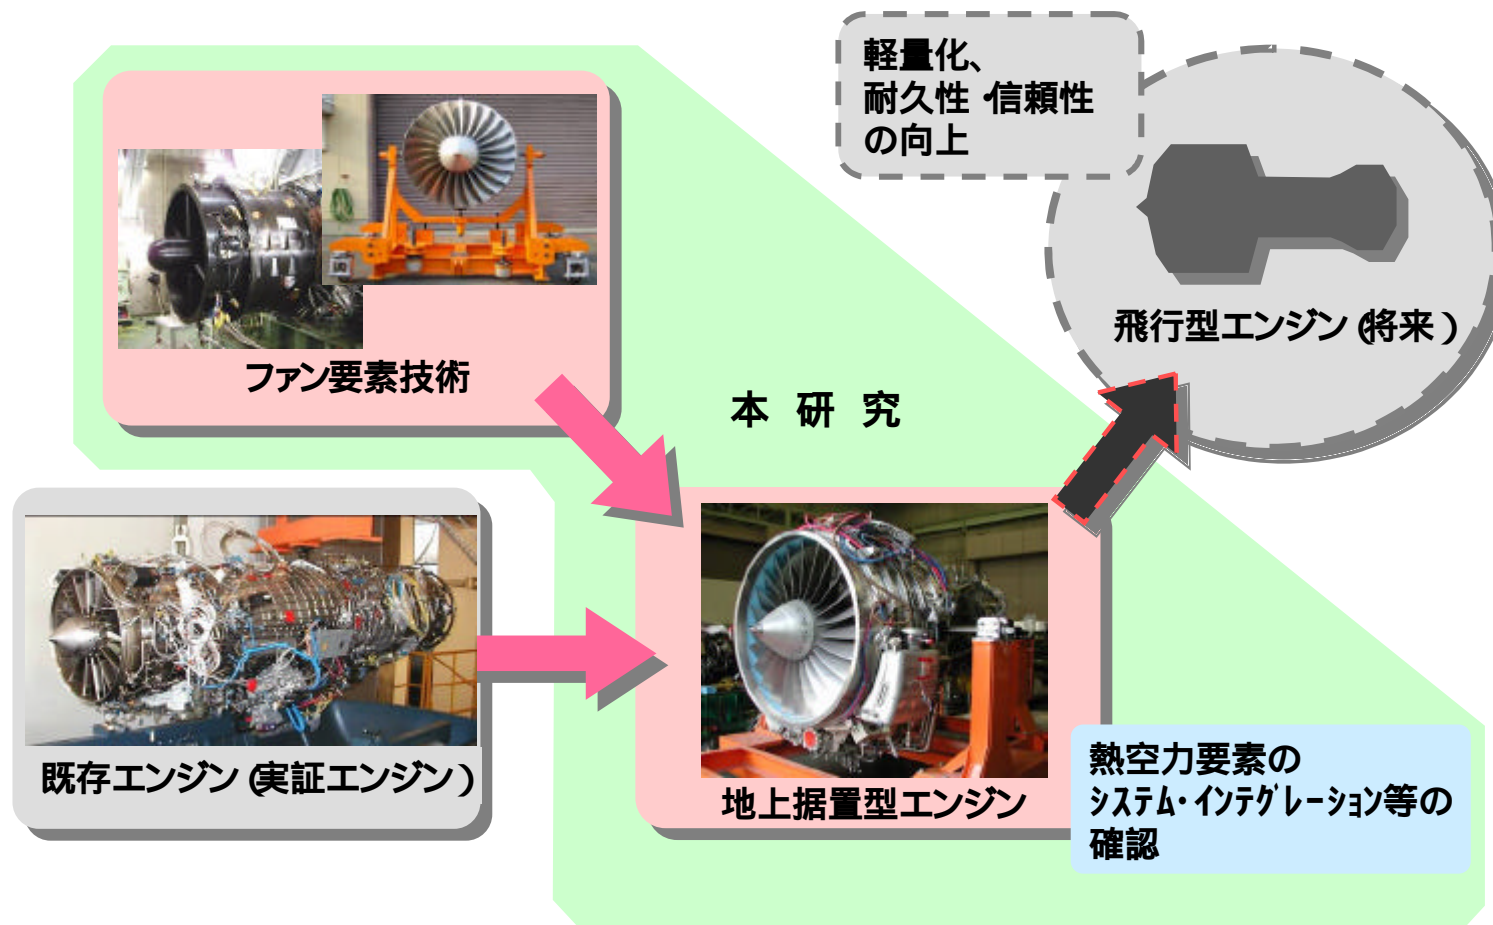 軽量化、
耐久性・信頼性
の向上
飛行型エンジン(将来)
ファン要素技術
本 研 究
既存エンジン(実証エンジン)
地上据置型エンジン
熱空力要素の
ｼｽﾃﾑ･ｲﾝﾃｸﾞﾚｰｼｮﾝ等の
確認